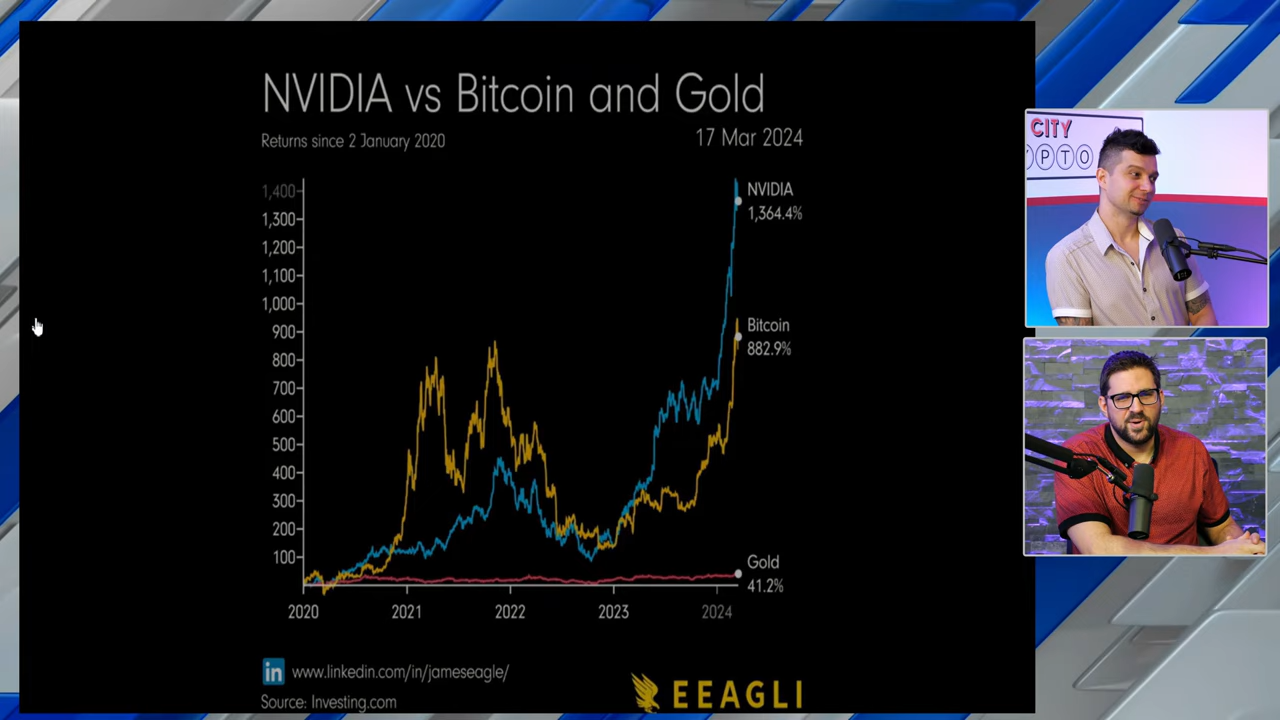 NVIDIA vs Bitcoin and Gold
Returns since 2 January 2020
17 Mar 2024
1,400
1,300
1,200
1,100
1,000
900
800
700
600
500
400
300
200
100
NVIDIA
1,364.4%
Bitcoin
882.9%
Gold
41.2%
2020
2021
2022
2023
2024
in www.linkedin.com/in/jameseagle/
Source: Investing.com
EEAGLI
CITY
PTO